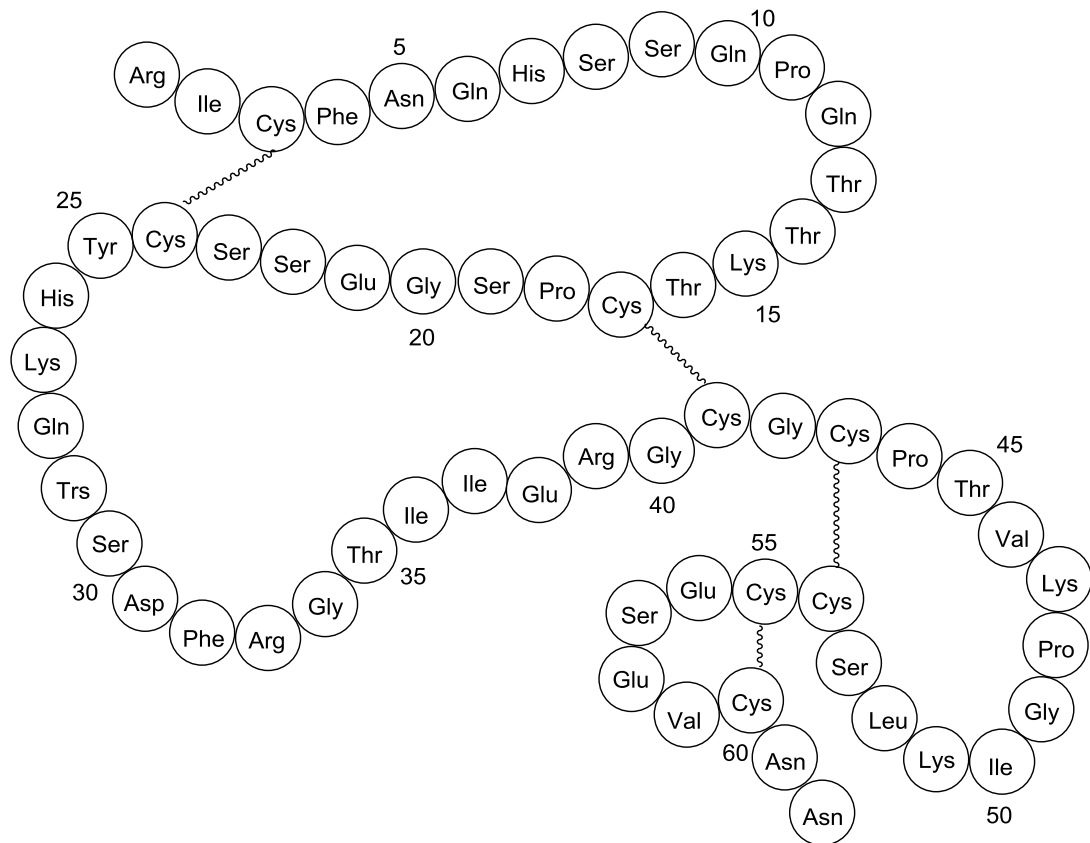 Arg
Ile
Cys
Phe
Asn
5
Gln
His
Ser
Ser
Gln
10
Pro
Gln
Thr
Thr
Lys
15
Thr
Cys
Pro
Ser
Gly
20
Glu
Ser
Ser
Cys
Tyr
25
His
Lys
Gln
Trs
Ser
30
Asp
Phe
Arg
Gly
Thr
35
Ile
Ile
Glu
Arg
Gly
40
Cys
Gly
Cys
Pro
Thr
45
Val
Lys
Pro
Gly
Ile
50
Lys
Leu
Ser
Cys
Cys
55
Glu
Ser
Glu
Val
Cys
60
Asn
Asn